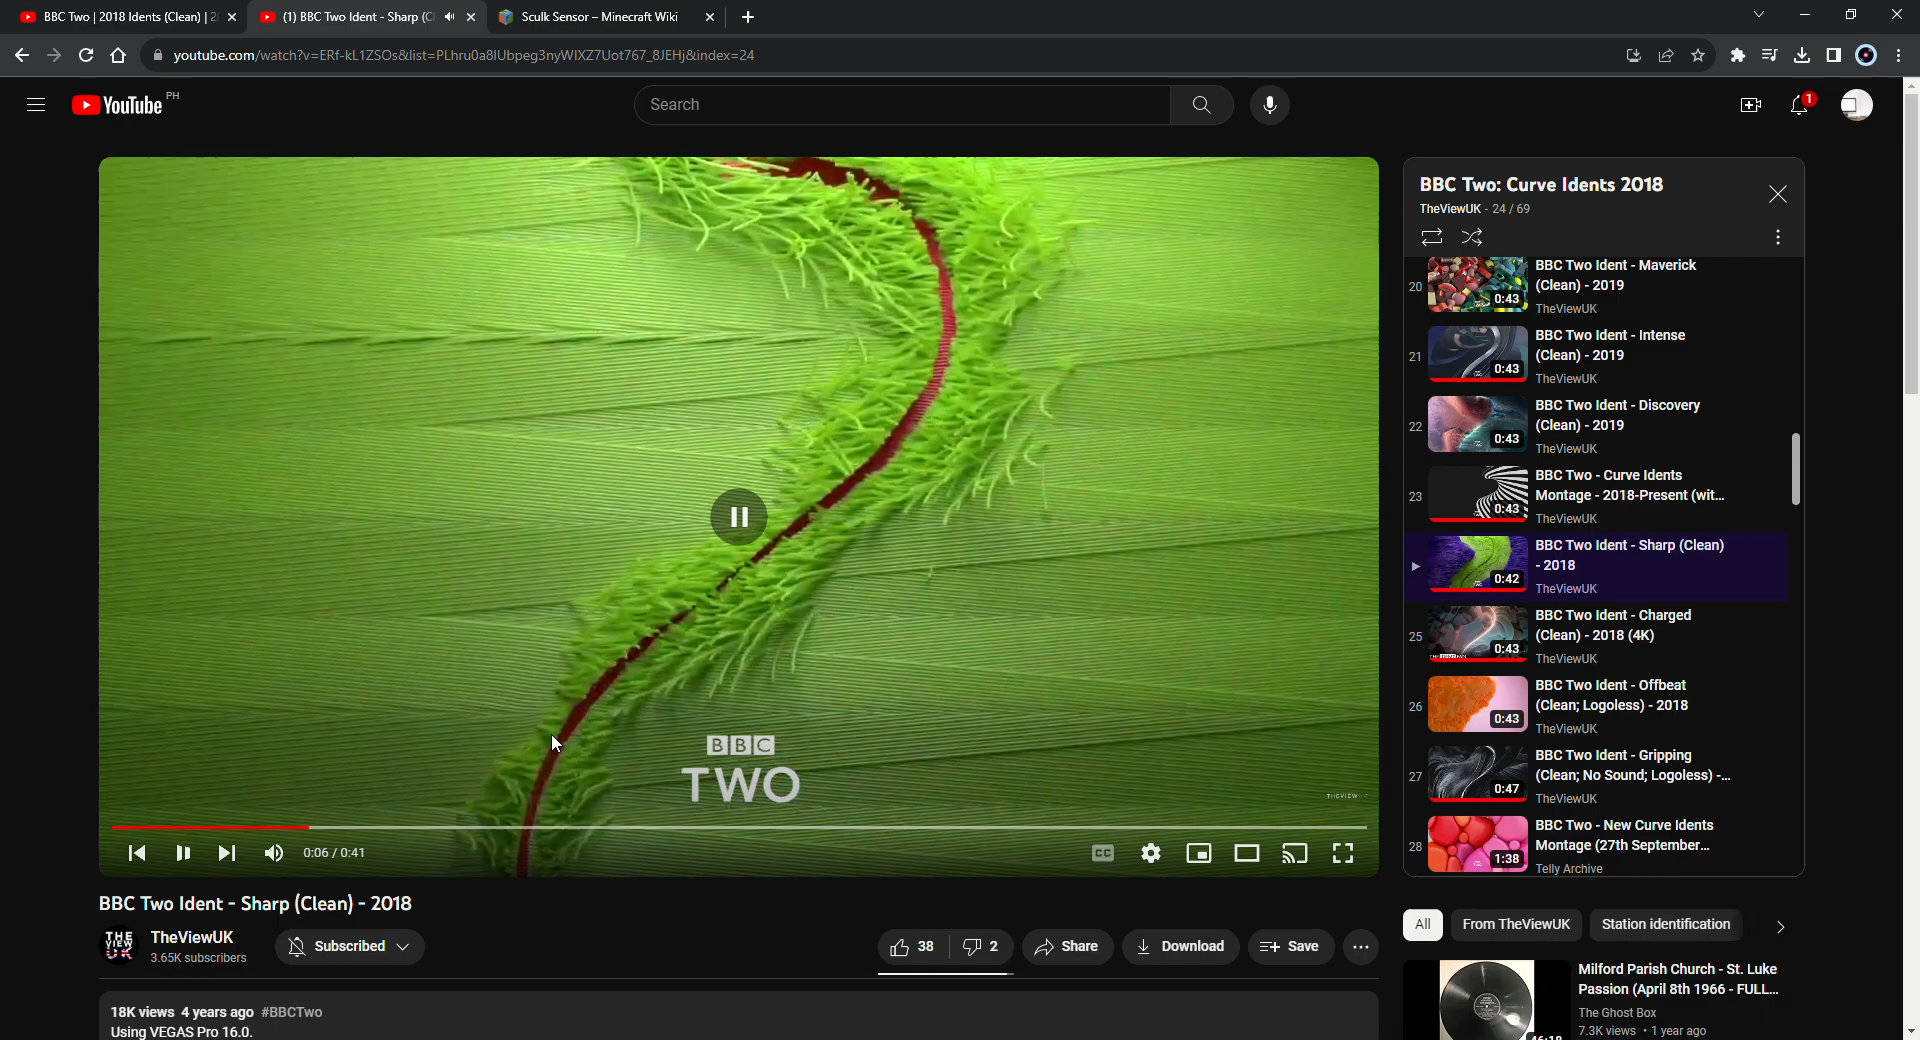 BBC Two | 2018 Idents (Clean) | 2
(1) BBC Two Ident - Sharp (Cl
Sculk Sensor – Minecraft Wiki
youtube.com/watch?v=ERf-kL1ZSOs&list=PLhru0a8lUbpeg3nyWIXZ7Uot767_8JEHj&index=24
YouTube PH
Search
1
BBC Two: Curve Idents 2018
TheViewUK - 24 / 69
20
0:43
BBC Two Ident - Maverick
(Clean) - 2019
TheViewUK
21
0:43
BBC Two Ident - Intense
(Clean) - 2019
TheViewUK
22
0:43
BBC Two Ident - Discovery
(Clean) - 2019
TheViewUK
23
0:43
BBC Two - Curve Idents
Montage - 2018-Present (wit...
TheViewUK
0:42
BBC Two Ident - Sharp (Clean)
- 2018
TheViewUK
25
0:43
BBC Two Ident - Charged
(Clean) - 2018 (4K)
TheViewUK
26
0:43
BBC Two Ident - Offbeat
(Clean; Logoless) - 2018
TheViewUK
27
0:47
BBC Two Ident - Gripping
(Clean; No Sound; Logoless) -...
TheViewUK
28
1:38
BBC Two - New Curve Idents
Montage (27th September...
Telly Archive
BBC
TWO
THEVIEWUK
0:06 / 0:41
CC
BBC Two Ident - Sharp (Clean) - 2018
THE VIEW UK
TheViewUK
3.65K subscribers
Subscribed
38
2
Share
Download
Save
18K views 4 years ago #BBCTwo
Using VEGAS Pro 16.0.
All
From TheViewUK
Station identification
Milford Parish Church - St. Luke
Passion (April 8th 1966 - FULL...
The Ghost Box
7.3K views • 1 year ago
46:18